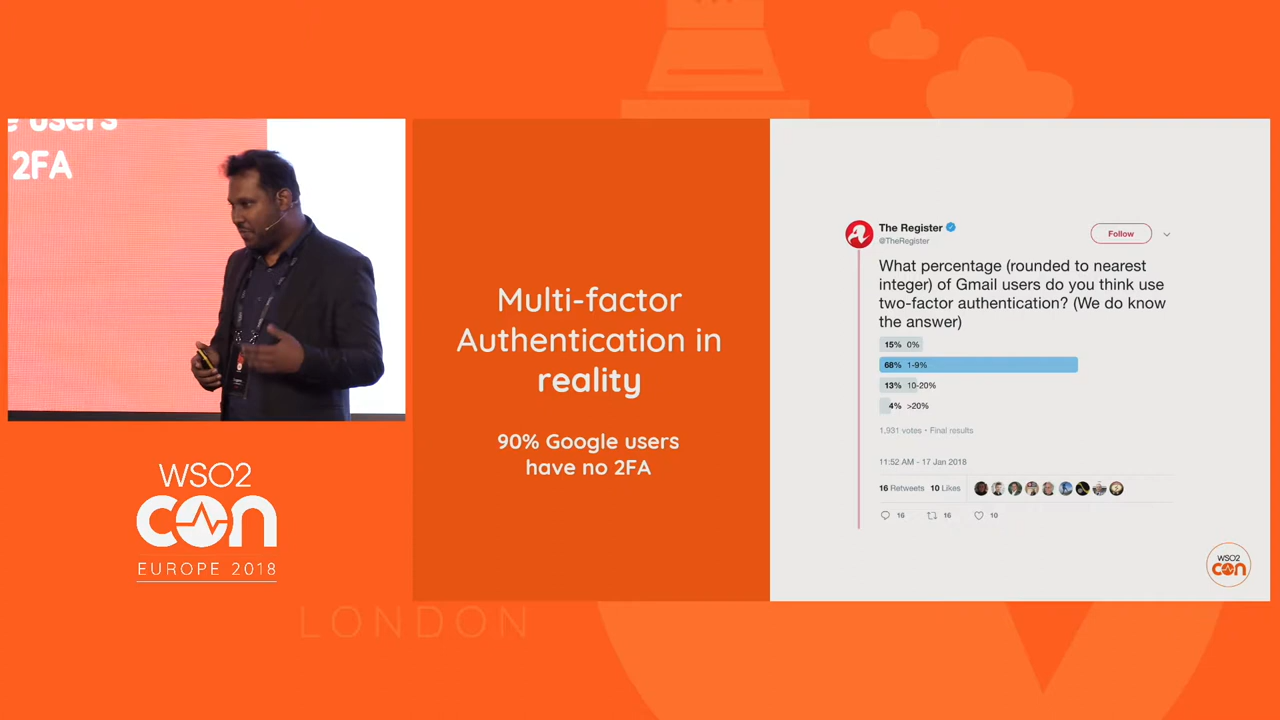 e users
2FA
WSO2
con
EUROPE 2018
LONDON
Multi-factor
Authentication in
reality
90% Google users
have no 2FA
The Register
@TheRegister
Follow
What percentage (rounded to nearest
integer) of Gmail users do you think use
two-factor authentication? (We do know
the answer)
15% 0%
68% 1-9%
13% 10-20%
4% >20%
1,931 votes • Final results
11:52 AM - 17 Jan 2018
16 Retweets 10 Likes
16 16 10
WSO2
con